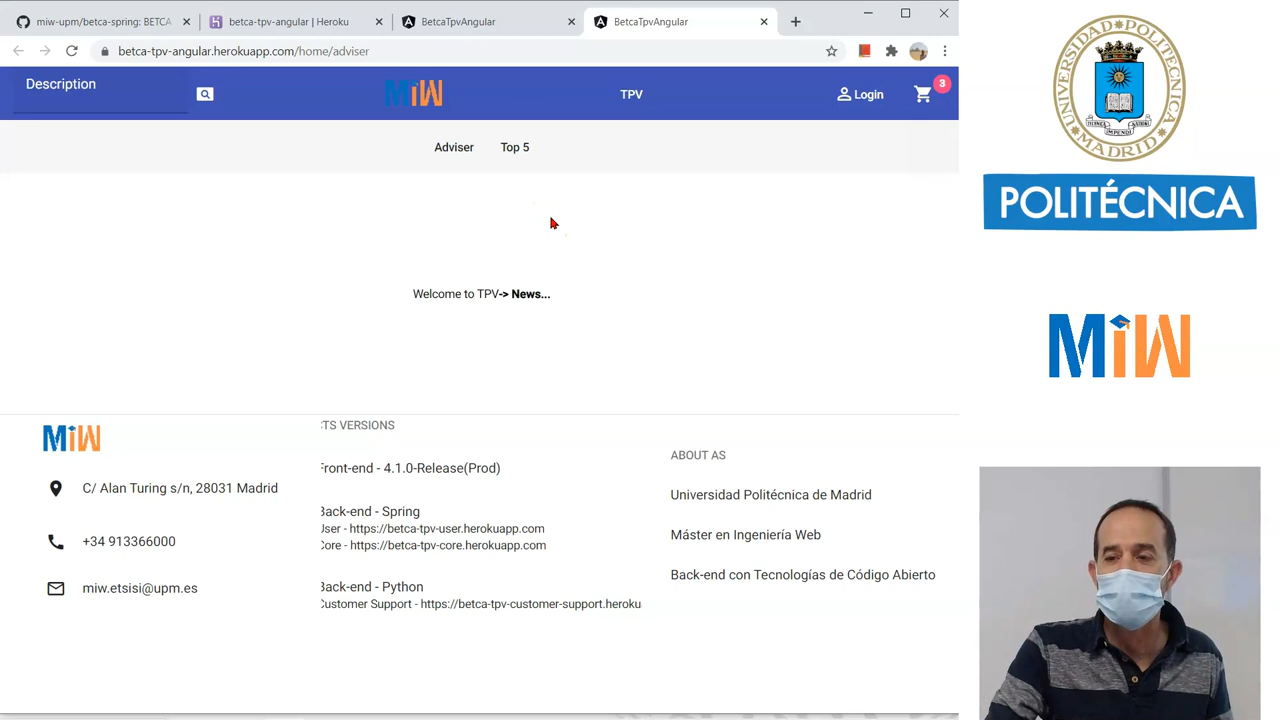 miw-upm/betca-spring: BETCA
betca-tpv-angular | Heroku
BetcaTpvAngular
BetcaTpvAngular
betca-tpv-angular.herokuapp.com/home/adviser
Description
MiW
TPV
Login
3
Adviser
Top 5
Welcome to TPV-> News...
MiW
C/ Alan Turing s/n, 28031 Madrid
+34 913366000
miw.etsisi@upm.es
CTS VERSIONS
Front-end - 4.1.0-Release(Prod)
Back-end - Spring
User - https://betca-tpv-user.herokuapp.com
Core - https://betca-tpv-core.herokuapp.com
Back-end - Python
Customer Support - https://betca-tpv-customer-support.heroku
ABOUT AS
Universidad Politécnica de Madrid
Máster en Ingeniería Web
Back-end con Tecnologías de Código Abierto
UNIVERSIDAD POLITÉCNICA
MADRID
POLITÉCNICA
MiW